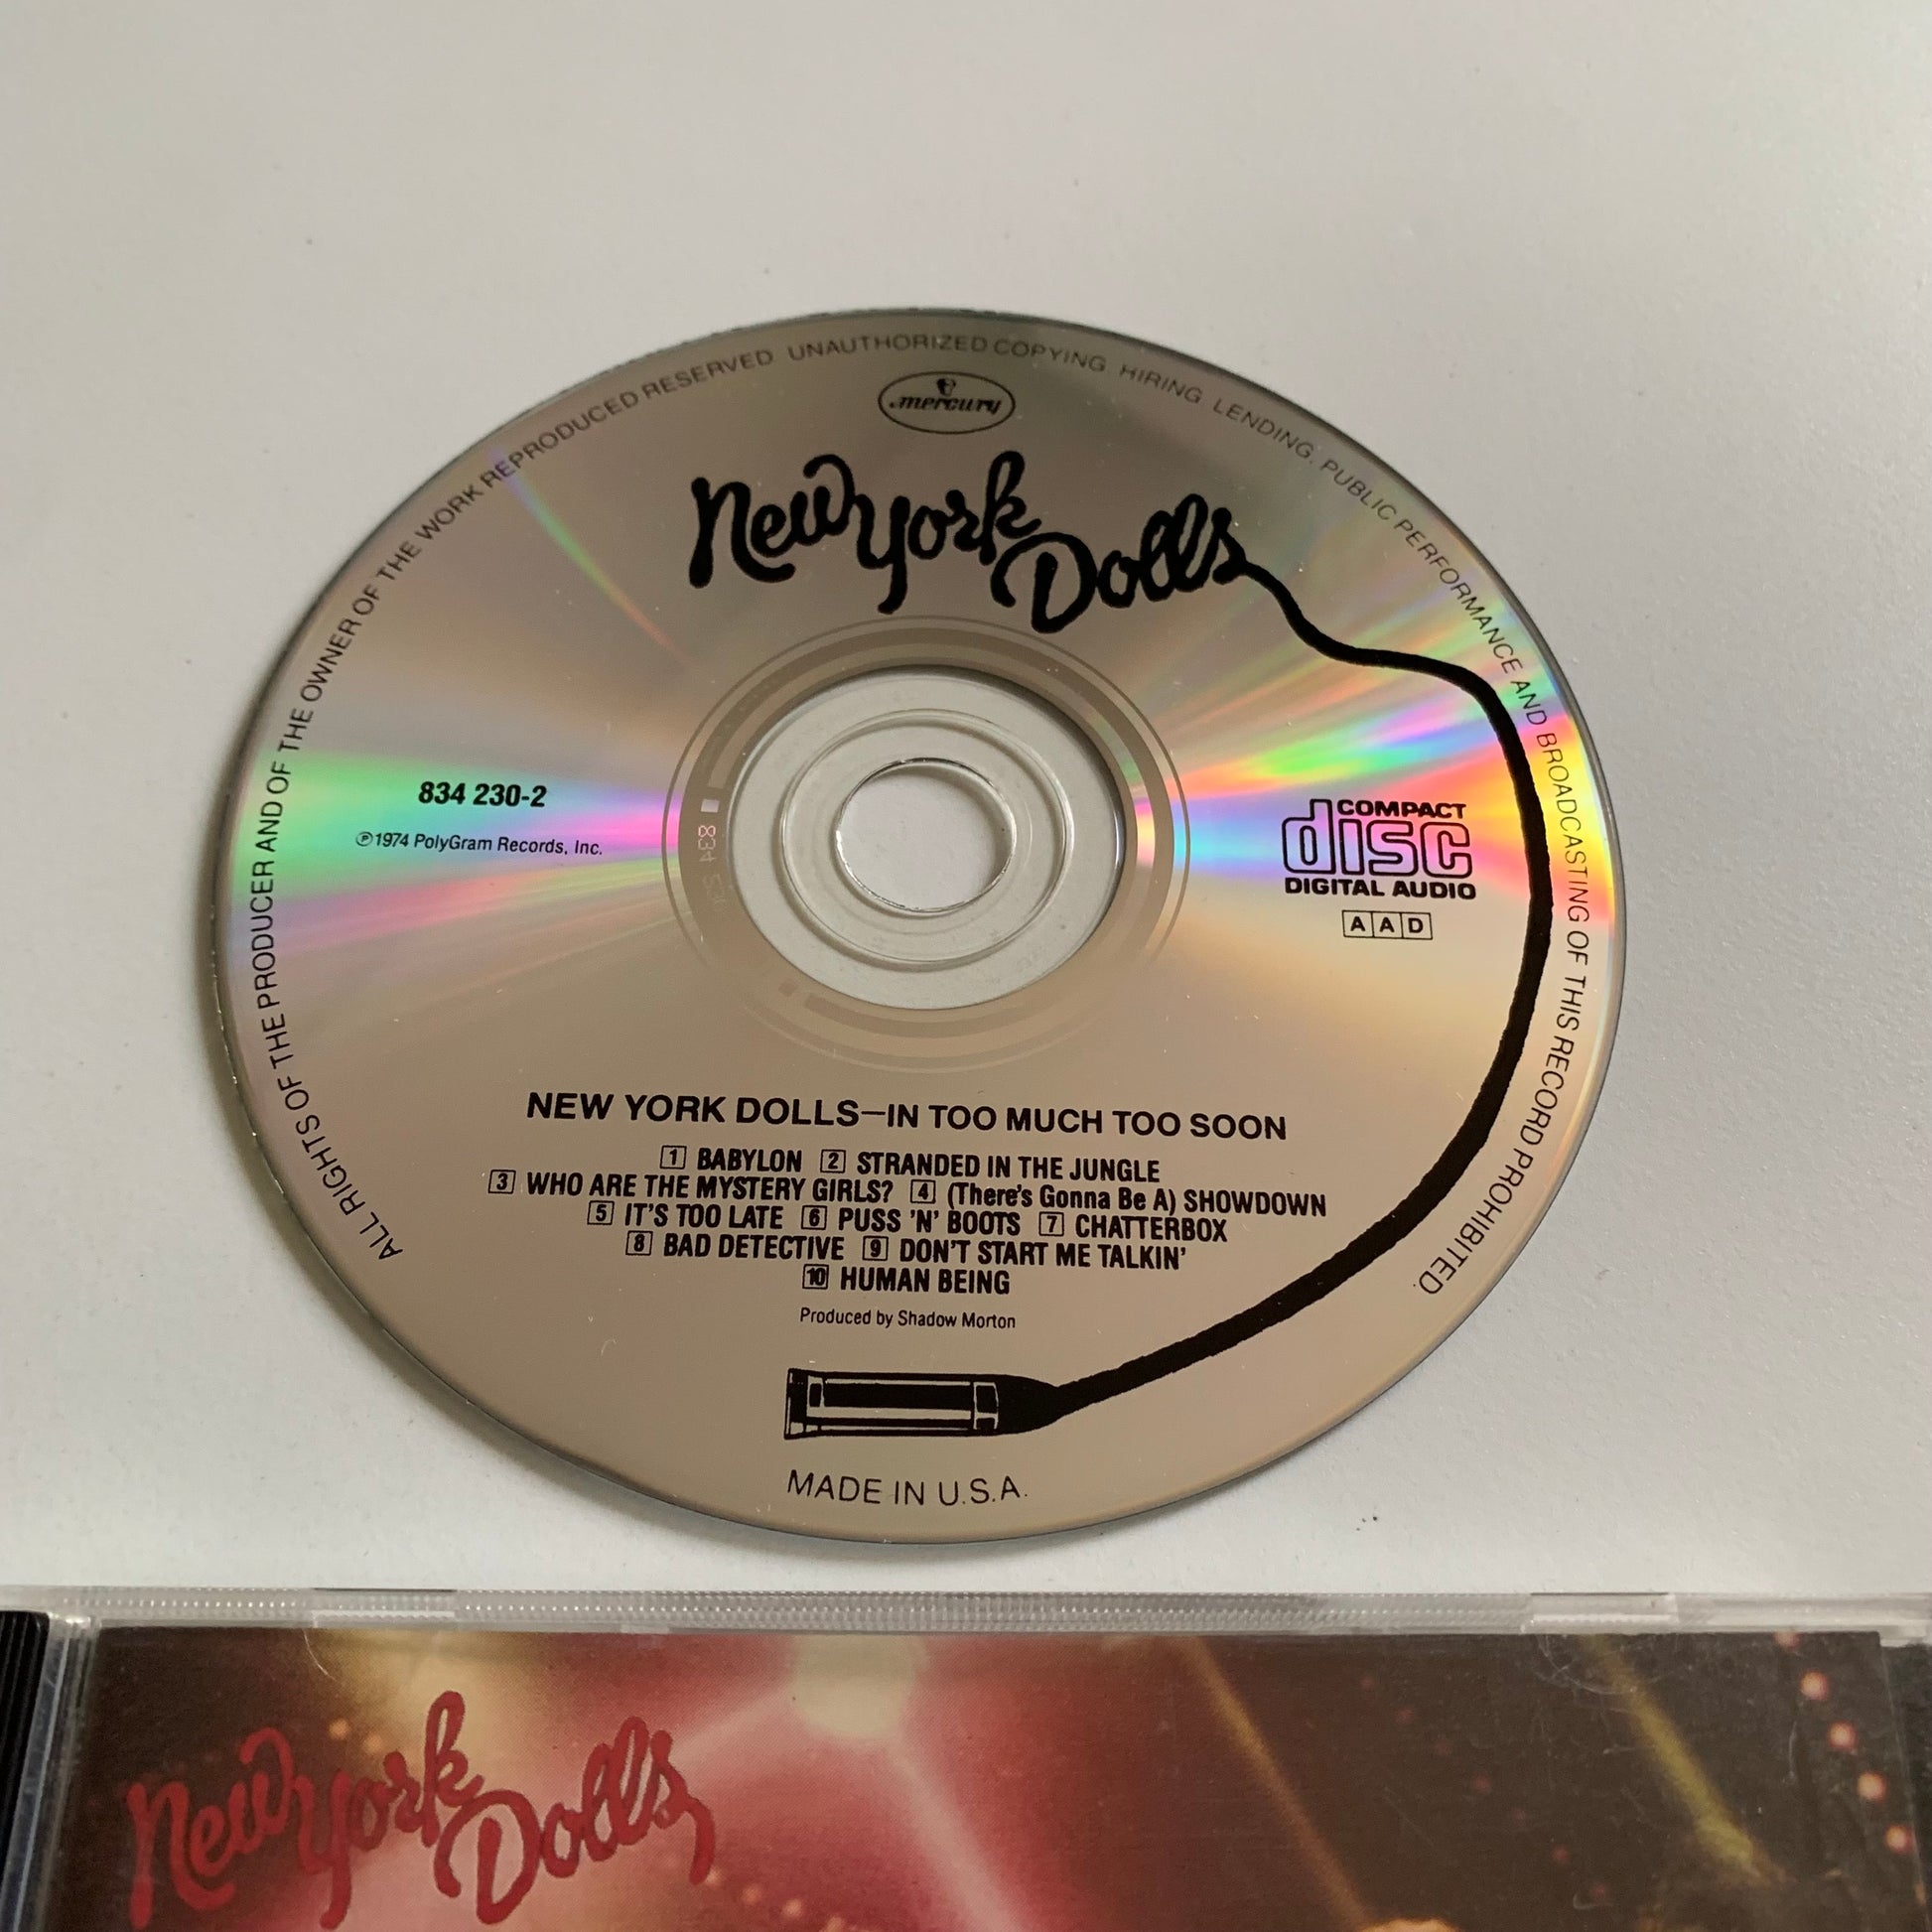 ALL RIGHTS OF THE PRODUCER AND OF THE OWNER OF THE WORK REPRODUCED RESERVED UNAUTHORIZED COPYING HIRING LENDING. PUBLIC PERFORMANCE AND BROADCASTING OF THIS RECORD PROHIBITED.
mercury
New York
Dolls
834 230-2
℗1974 PolyGram Records, Inc.
834
COMPACT
disc
DIGITAL AUDIO
A A D
NEW YORK DOLLS—IN TOO MUCH TOO SOON
1 BABYLON 2 STRANDED IN THE JUNGLE
3 WHO ARE THE MYSTERY GIRLS? 4 (There's Gonna Be A) SHOWDOWN
5 IT'S TOO LATE 6 PUSS 'N' BOOTS 7 CHATTERBOX
8 BAD DETECTIVE 9 DON'T START ME TALKIN'
10 HUMAN BEING
Produced by Shadow Morton
MADE IN U.S.A.
New York
Dolls